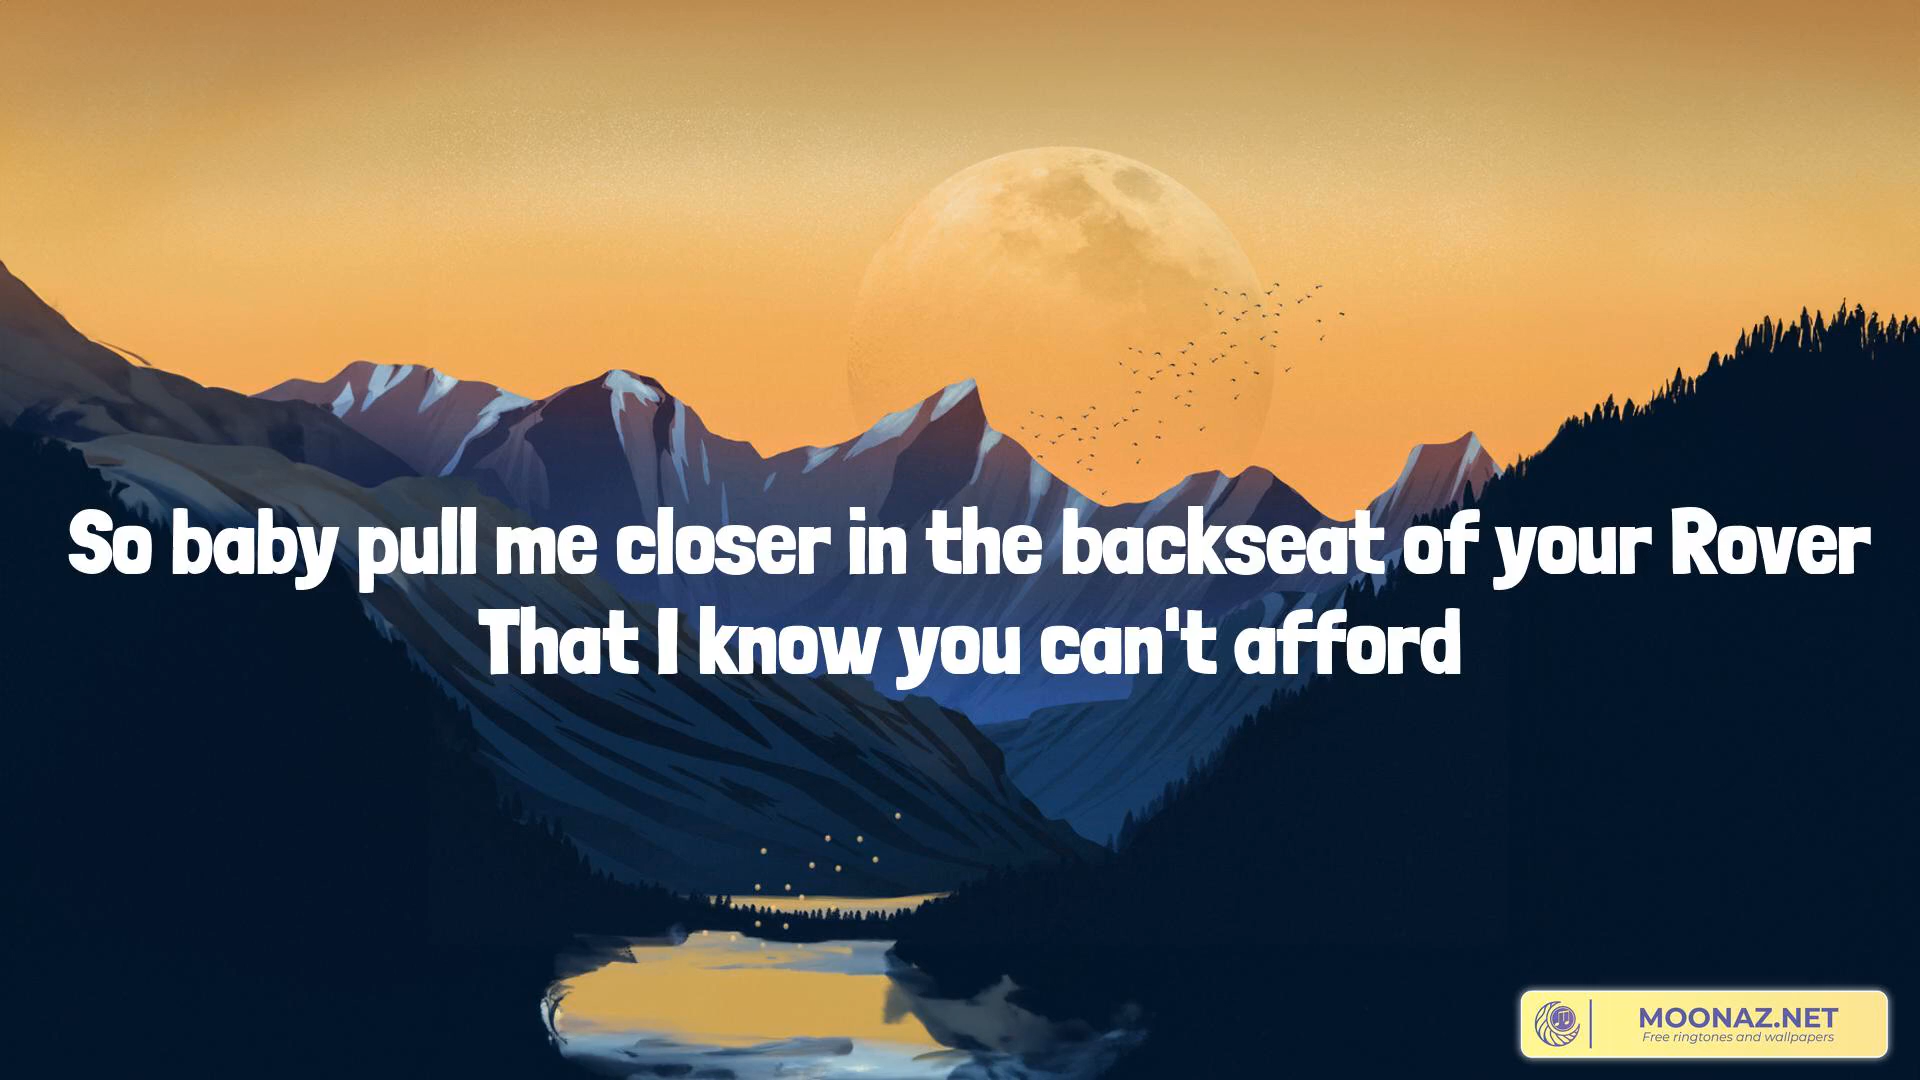 So baby pull me closer in the backseat of your Rover
That I know you can't afford
MOONAZ.NET
Free ringtones and wallpapers